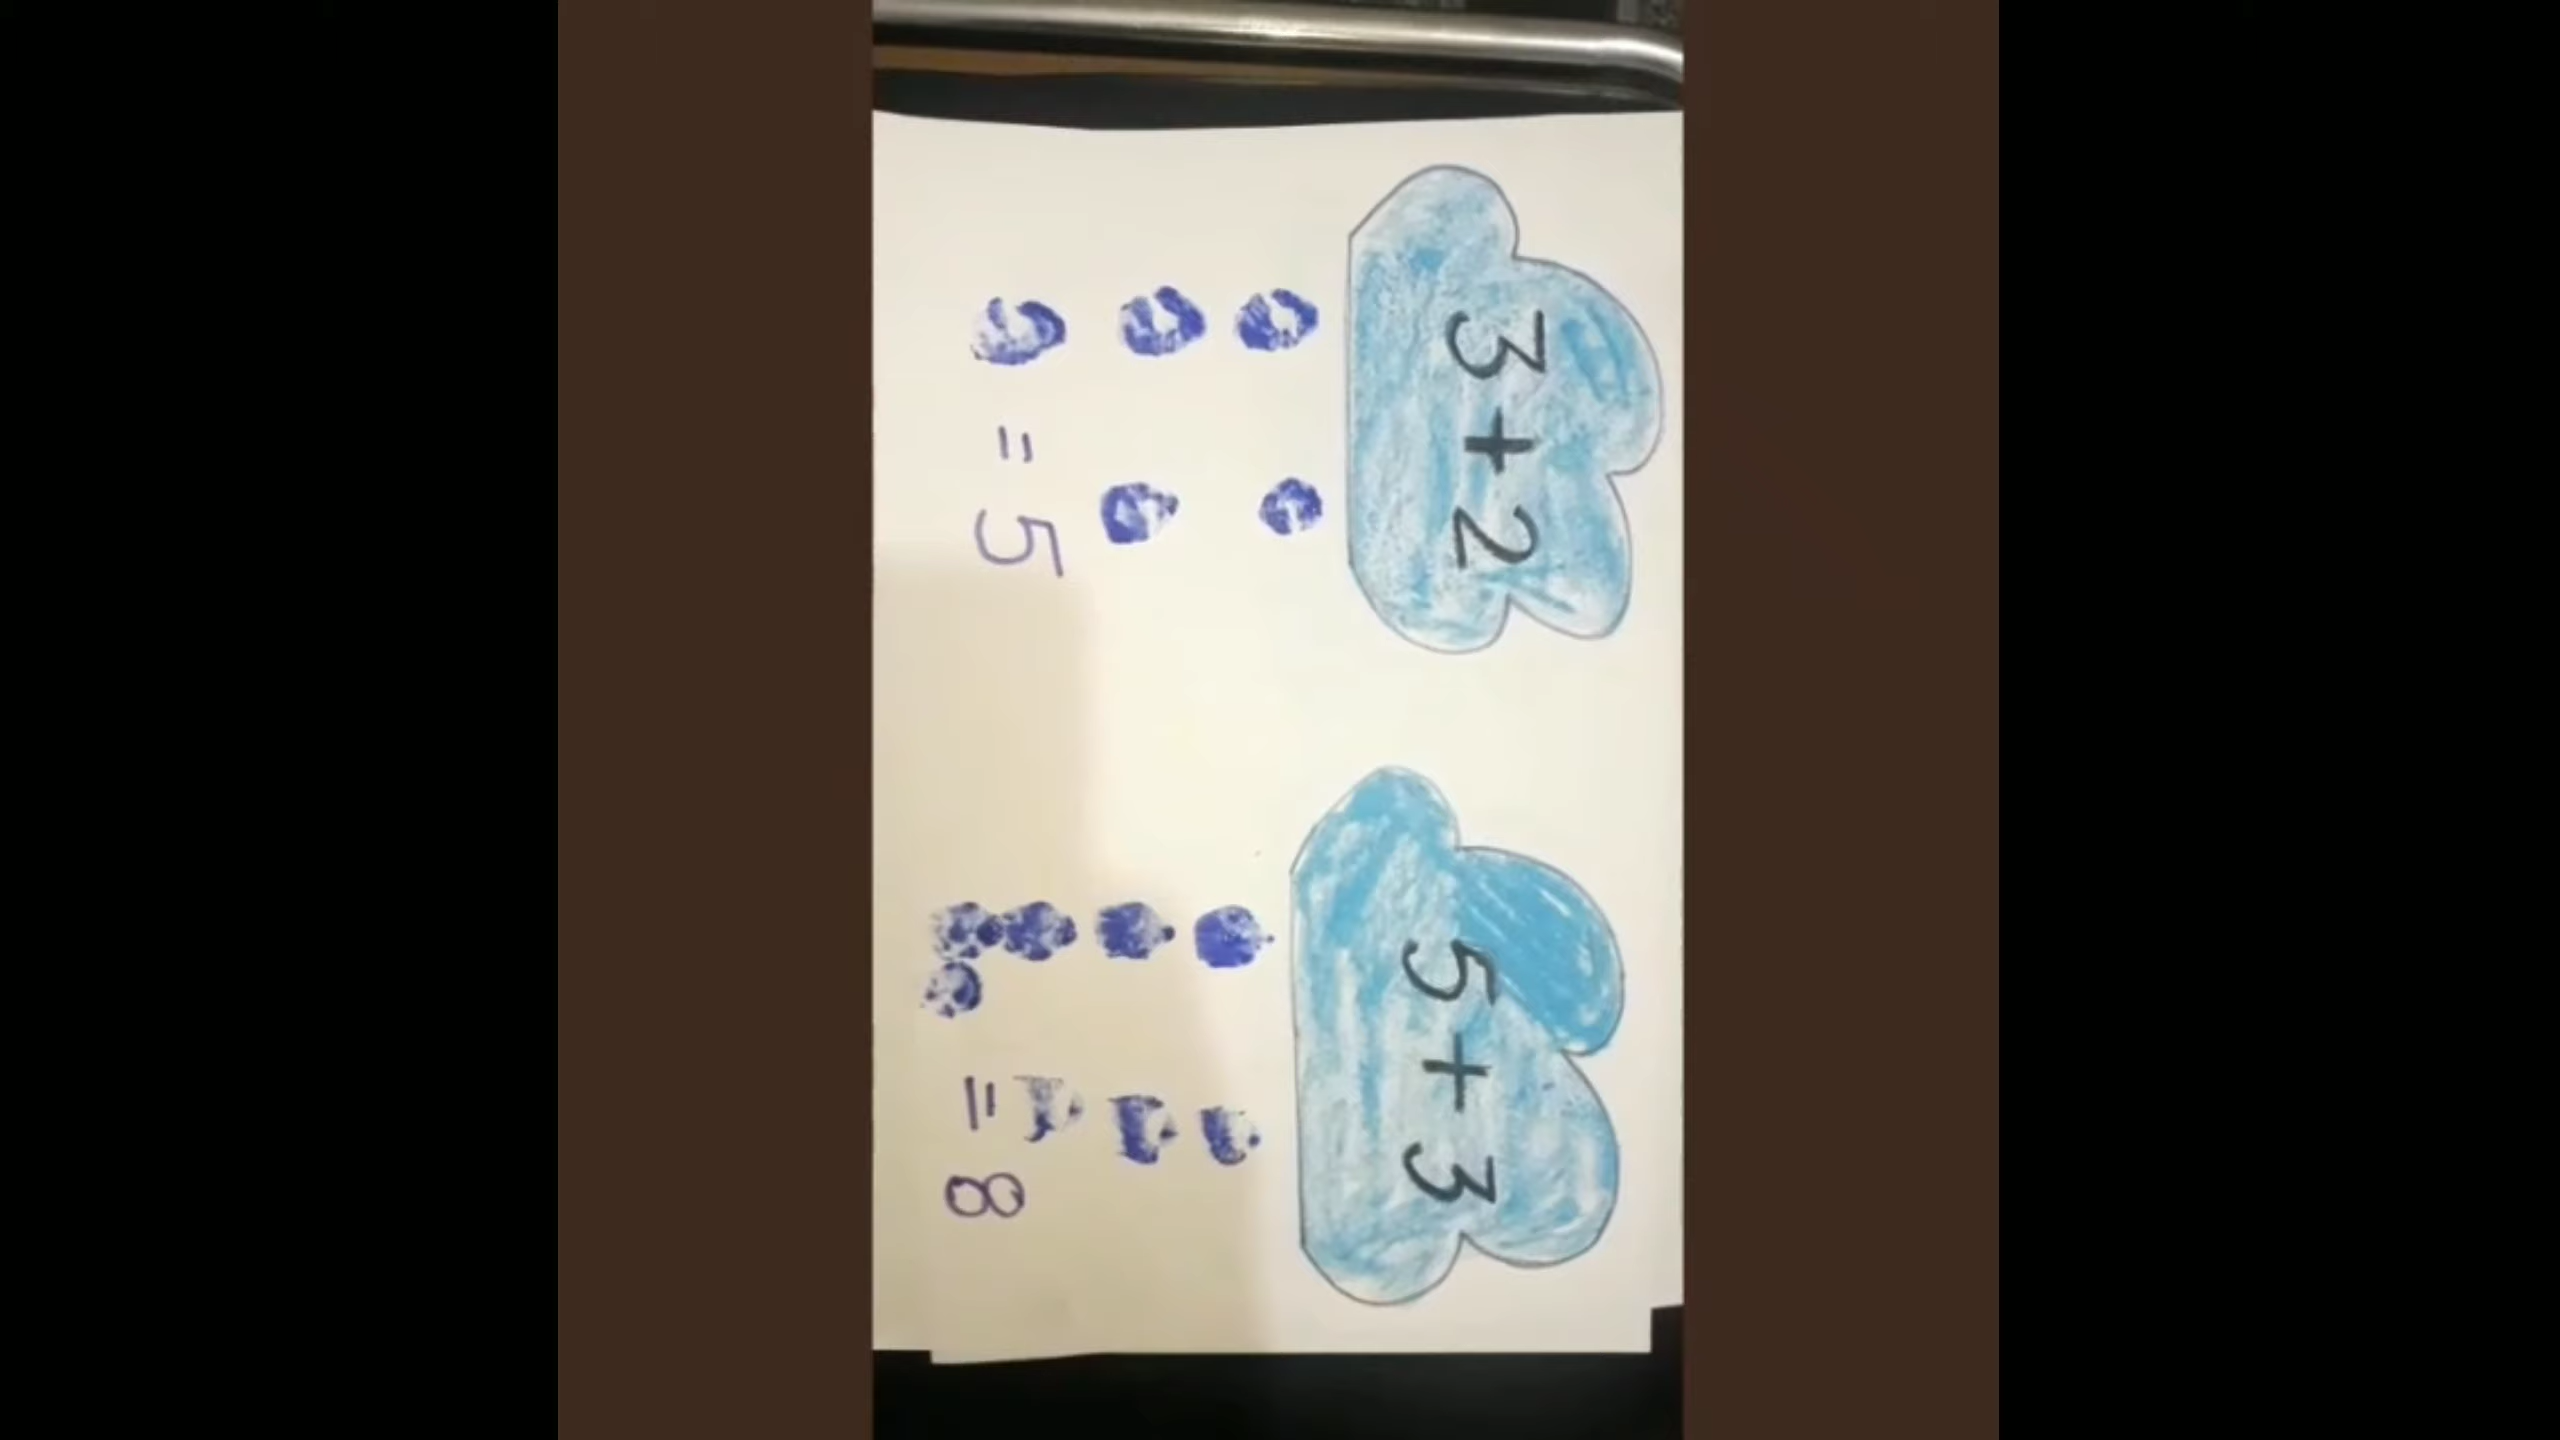 3+2
= 5
5+3
= 8